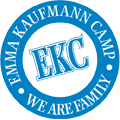 EMMA KAUFMANN CAMP
EKC
• WE ARE FAMILY •